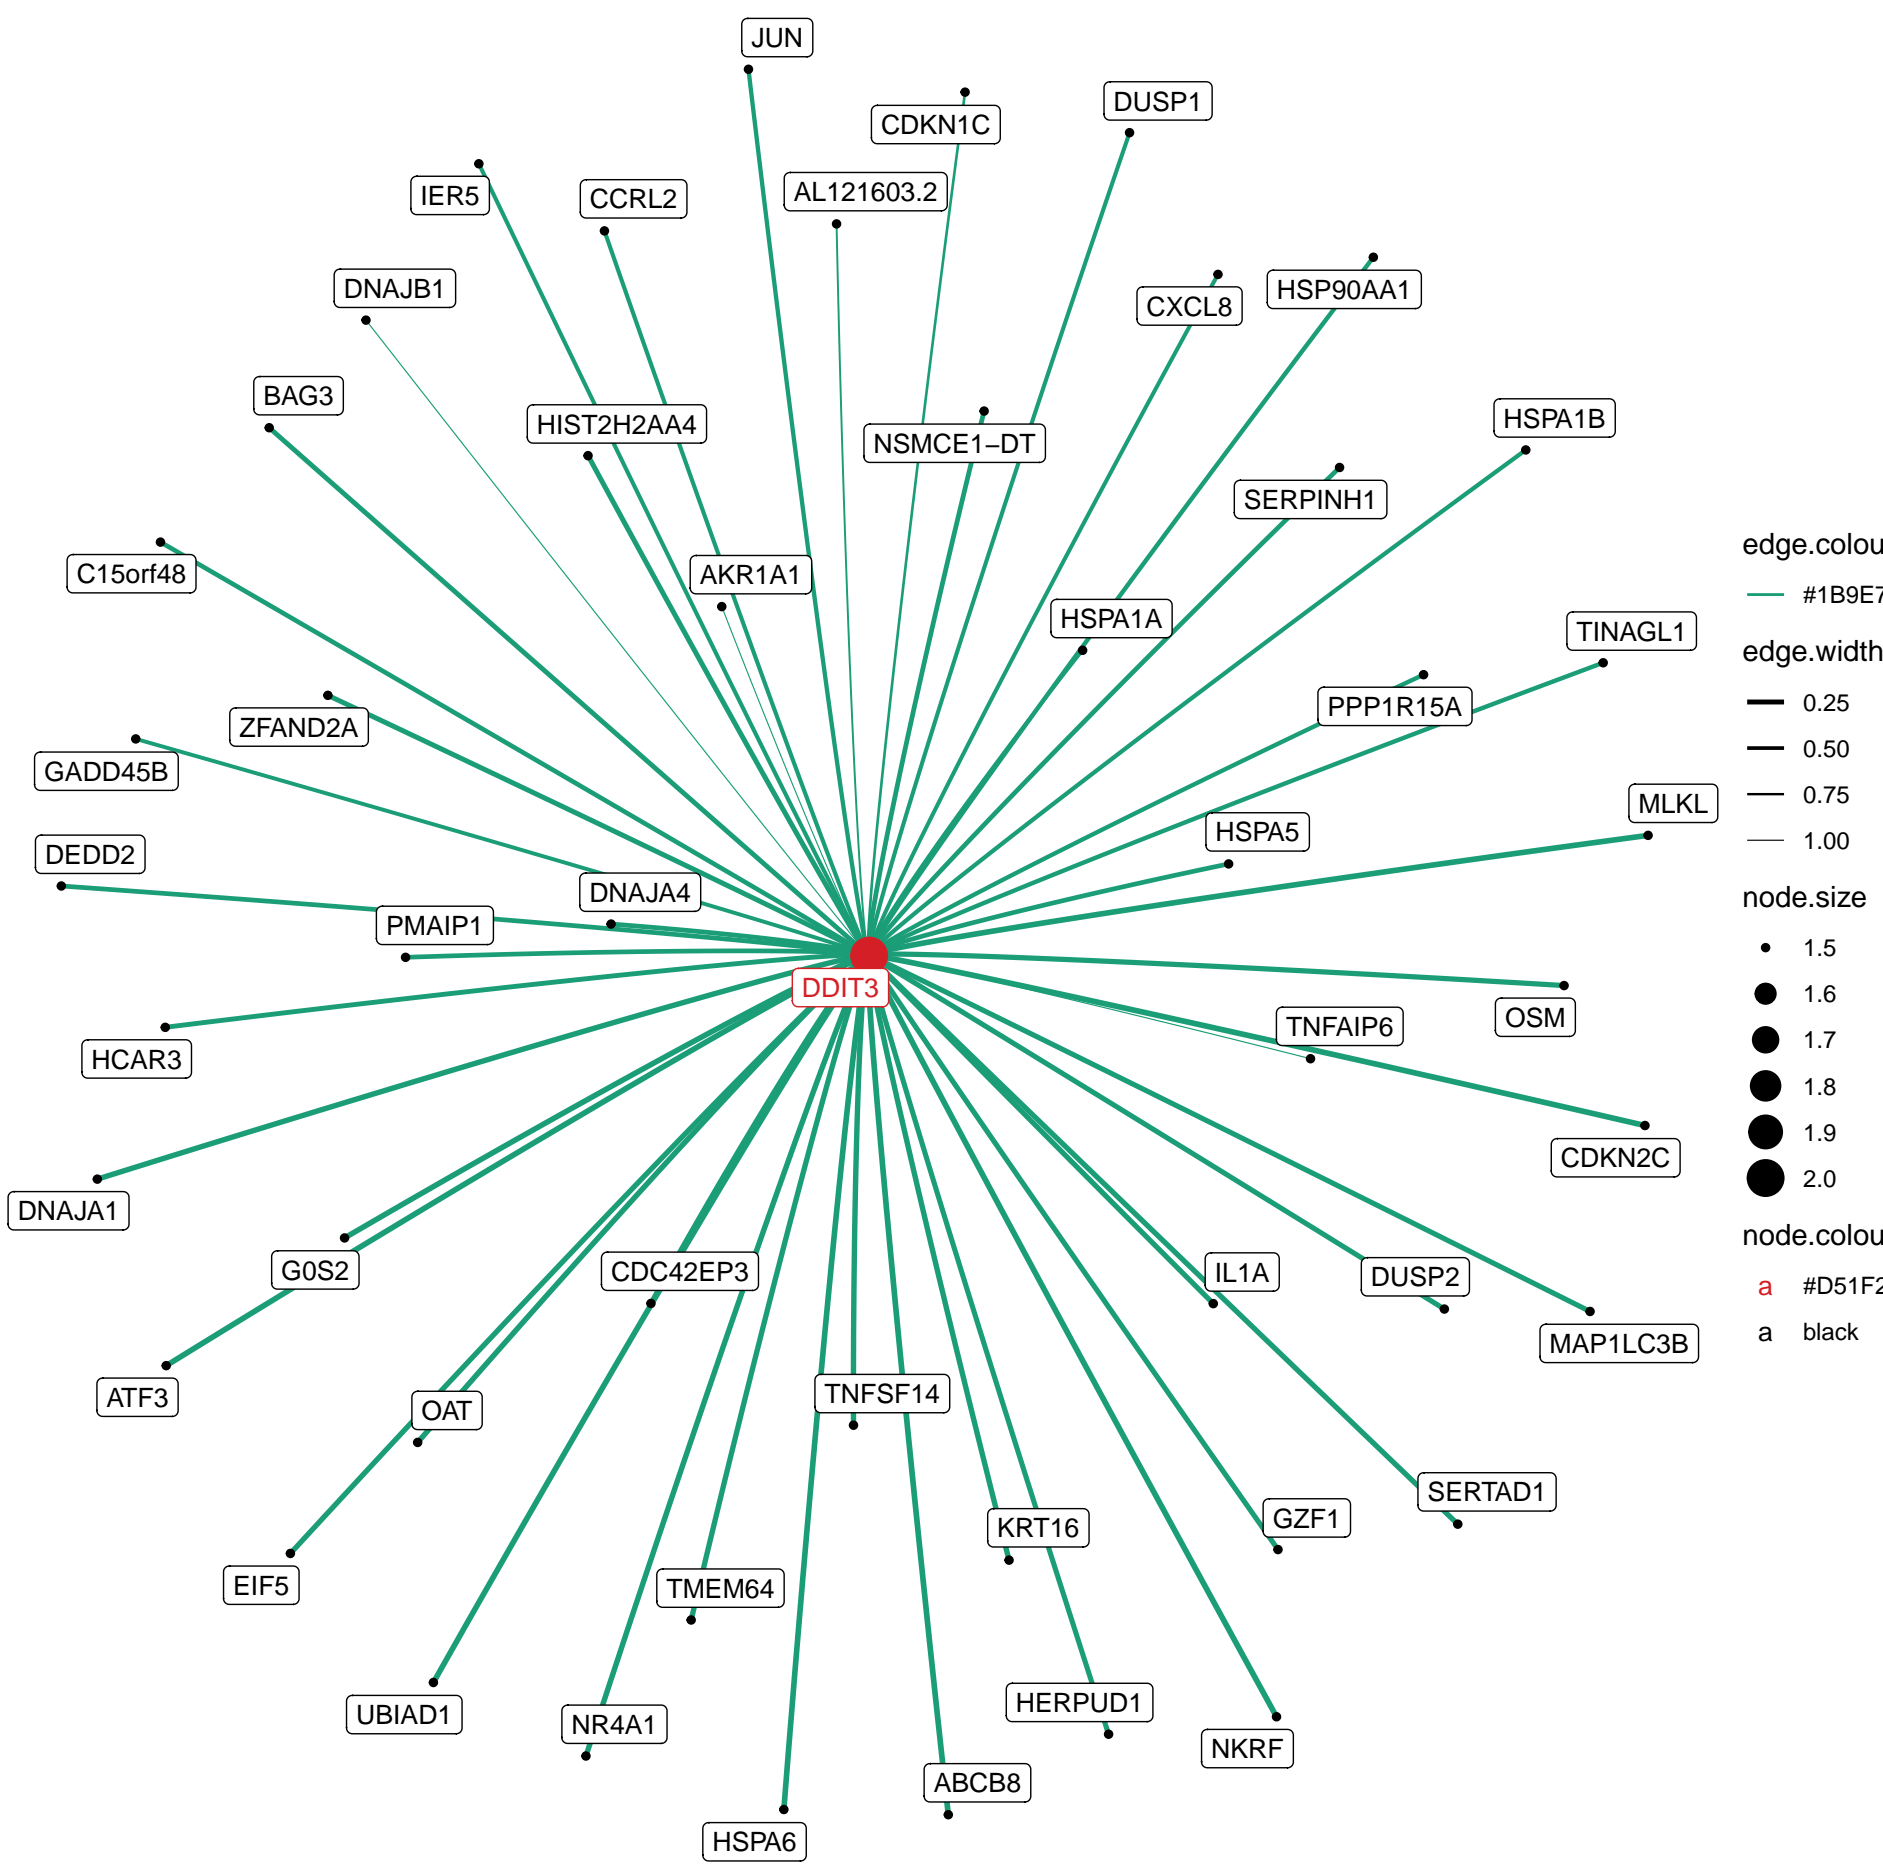 JUN
CDKN1C
DUSP1
IER5
CCRL2
AL121603.2
DNAJB1
CXCL8
HSP90AA1
BAG3
HIST2H2AA4
NSMCE1−DT
HSPA1B
SERPINH1
C15orf48
AKR1A1
HSPA1A
TINAGL1
ZFAND2A
PPP1R15A
GADD45B
MLKL
HSPA5
DEDD2
DNAJA4
PMAIP1
DDIT3
OSM
TNFAIP6
HCAR3
CDKN2C
DNAJA1
G0S2
CDC42EP3
IL1A
DUSP2
MAP1LC3B
ATF3
OAT
TNFSF14
SERTAD1
GZF1
KRT16
EIF5
TMEM64
HERPUD1
UBIAD1
NR4A1
NKRF
ABCB8
HSPA6
edge.colou
#1B9E7
edge.width
0.25
0.50
0.75
1.00
node.size
1.5
1.6
1.7
1.8
1.9
2.0
node.colou
a #D51F2
a black